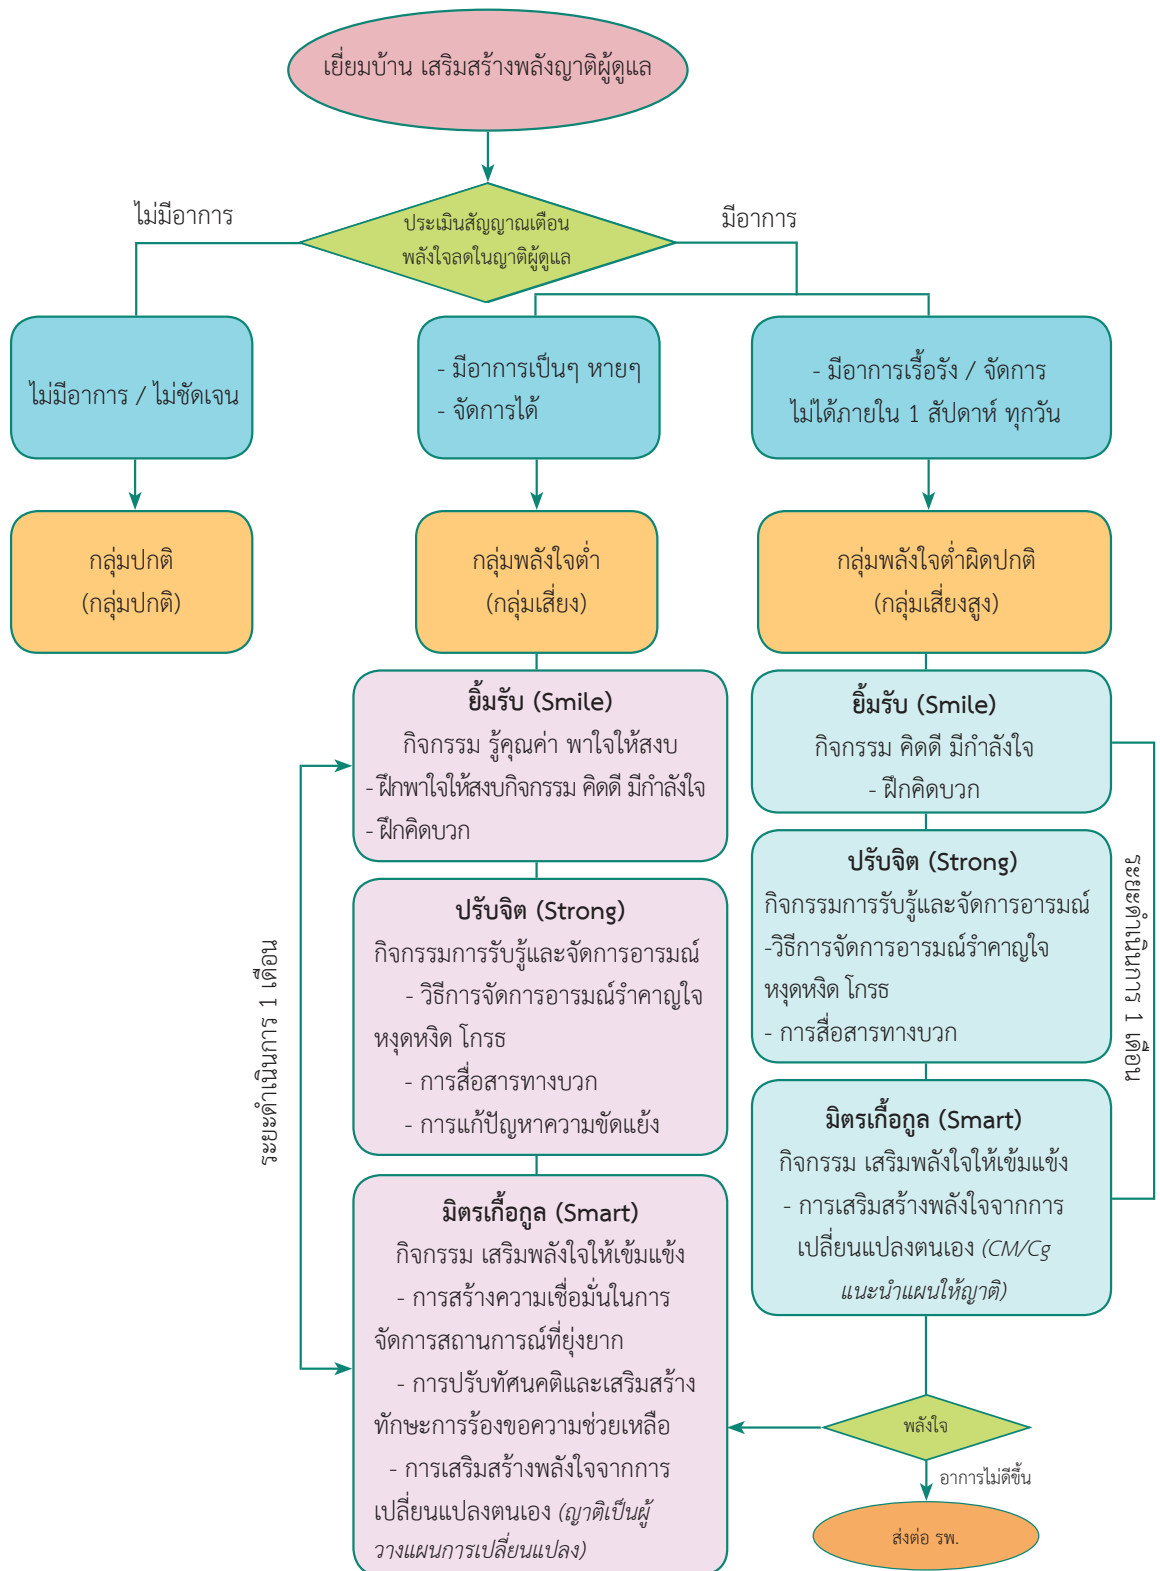 เยี่ยมบ้าน เสริมสร้างพลังญาติผู้ดูแล
ไม่มีอาการ
ประเมินสัญญาณเตือน
พลังใจลดในญาติผู้ดูแล
มีอาการ
ไม่มีอาการ / ไม่ชัดเจน
- มีอาการเป็นๆ หายๆ
- จัดการได้
- มีอาการเรื้อรัง / จัดการ
ไม่ได้ภายใน 1 สัปดาห์ ทุกวัน
กลุ่มปกติ
(กลุ่มปกติ)
กลุ่มพลังใจต่ำ
(กลุ่มเสี่ยง)
กลุ่มพลังใจต่ำผิดปกติ
(กลุ่มเสี่ยงสูง)
ระยะดำเนินการ 1 เดือน
ยิ้มรับ (Smile)
กิจกรรม รู้คุณค่า พาใจให้สงบ
- ฝึกพาใจให้สงบกิจกรรม คิดดี มีกำลังใจ
- ฝึกคิดบวก
ปรับจิต (Strong)
กิจกรรมการรับรู้และจัดการอารมณ์
- วิธีการจัดการอารมณ์รำคาญใจ
หงุดหงิด โกรธ
- การสื่อสารทางบวก
- การแก้ปัญหาความขัดแย้ง
มิตรเกื้อกูล (Smart)
กิจกรรม เสริมพลังใจให้เข้มแข้ง
- การสร้างความเชื่อมั่นในการ
จัดการสถานการณ์ที่ยุ่งยาก
- การปรับทัศนคติและเสริมสร้าง
ทักษะการร้องขอความช่วยเหลือ
- การเสริมสร้างพลังใจจากการ
เปลี่ยนแปลงตนเอง (ญาติเป็นผู้
วางแผนการเปลี่ยนแปลง)
ยิ้มรับ (Smile)
กิจกรรม คิดดี มีกำลังใจ
- ฝึกคิดบวก
ปรับจิต (Strong)
กิจกรรมการรับรู้และจัดการอารมณ์
-วิธีการจัดการอารมณ์รำคาญใจ
หงุดหงิด โกรธ
- การสื่อสารทางบวก
มิตรเกื้อกูล (Smart)
กิจกรรม เสริมพลังใจให้เข้มแข้ง
- การเสริมสร้างพลังใจจากการ
เปลี่ยนแปลงตนเอง (CM/Cg
แนะนำแผนให้ญาติ)
ระยะดำเนินการ 1 เดือน
พลังใจ
อาการไม่ดีขึ้น
ส่งต่อ รพ.